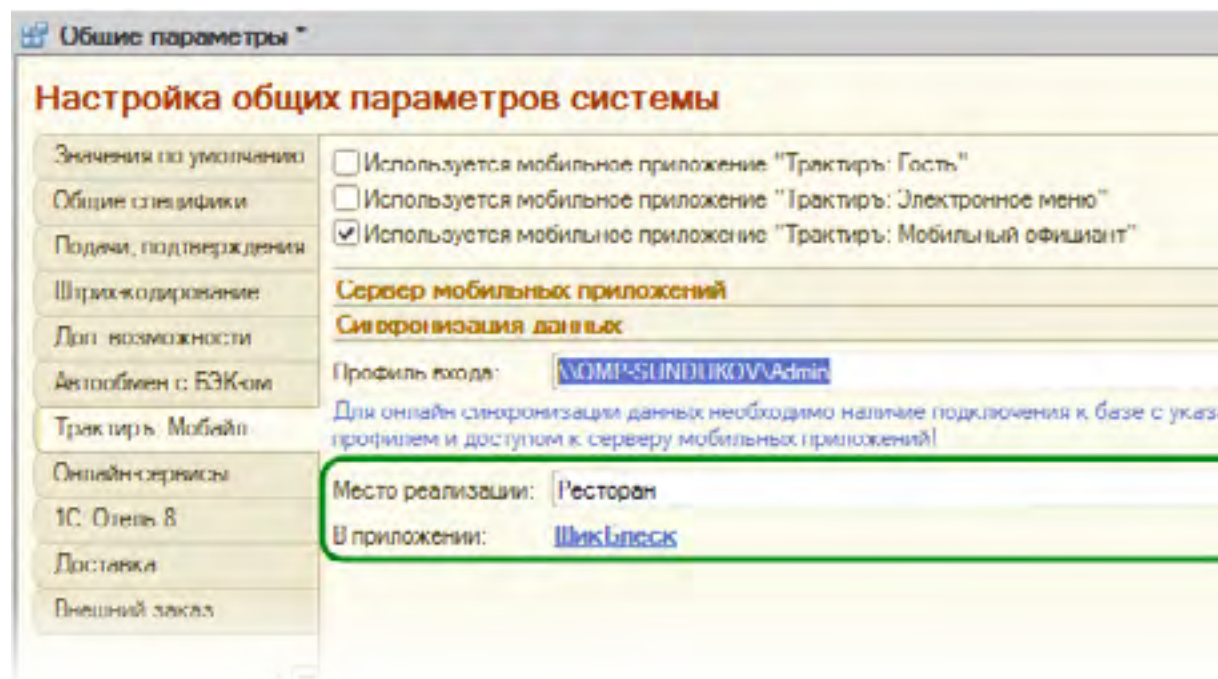 Общие параметры *
Настройка общих параметров системы
Значения по умолчанию
Общие специфики
Подачи, подтверждения
Штрих-кодирование
Доп. возможности
Автообмен с БЭК-ом
Трактиръ: Мобайл
Онлайн-сервисы
1С: Отель 8
Доставка
Внешний заказ
Используется мобильное приложение "Трактиръ: Гость"
Используется мобильное приложение "Трактиръ: Электронное меню"
Используется мобильное приложение "Трактиръ: Мобильный официант"
Сервер мобильных приложений
Синхронизация данных
Профиль входа: \\OMP-SUNDUKOV\Admin
Для онлайн синхронизации данных необходимо наличие подключения к базе с указа
профилем и доступом к серверу мобильных приложений!
Место реализации: Ресторан
В приложении: ШикБлеск